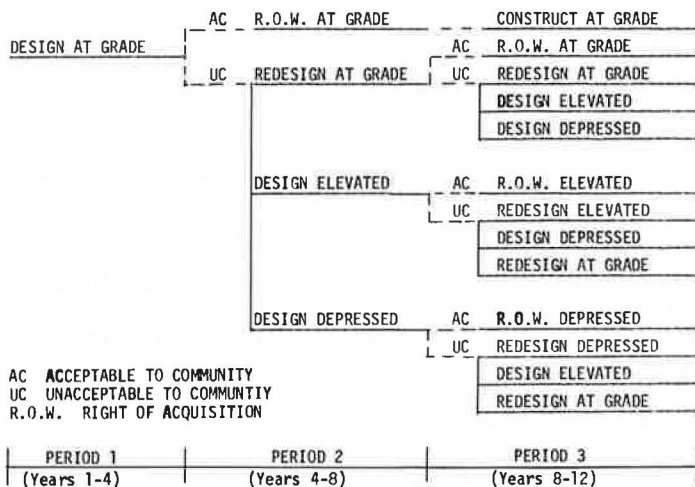 AC R.O.W. AT GRADE CONSTRUCT AT GRADE
DESIGN AT GRADE AC R.O.W. AT GRADE
UC REDESIGN AT GRADE UC REDESIGN AT GRADE
DESIGN ELEVATED
DESIGN DEPRESSED
DESIGN ELEVATED AC R.O.W. ELEVATED
UC REDESIGN ELEVATED
DESIGN DEPRESSED
REDESIGN AT GRADE
DESIGN DEPRESSED AC R.O.W. DEPRESSED
UC REDESIGN DEPRESSED
DESIGN ELEVATED
REDESIGN AT GRADE
AC ACCEPTABLE TO COMMUNITY
UC UNACCEPTABLE TO COMMUNTIY
R.O.W. RIGHT OF ACQUISITION
PERIOD 1 PERIOD 2 PERIOD 3
(Years 1-4) (Years 4-8) (Years 8-12)